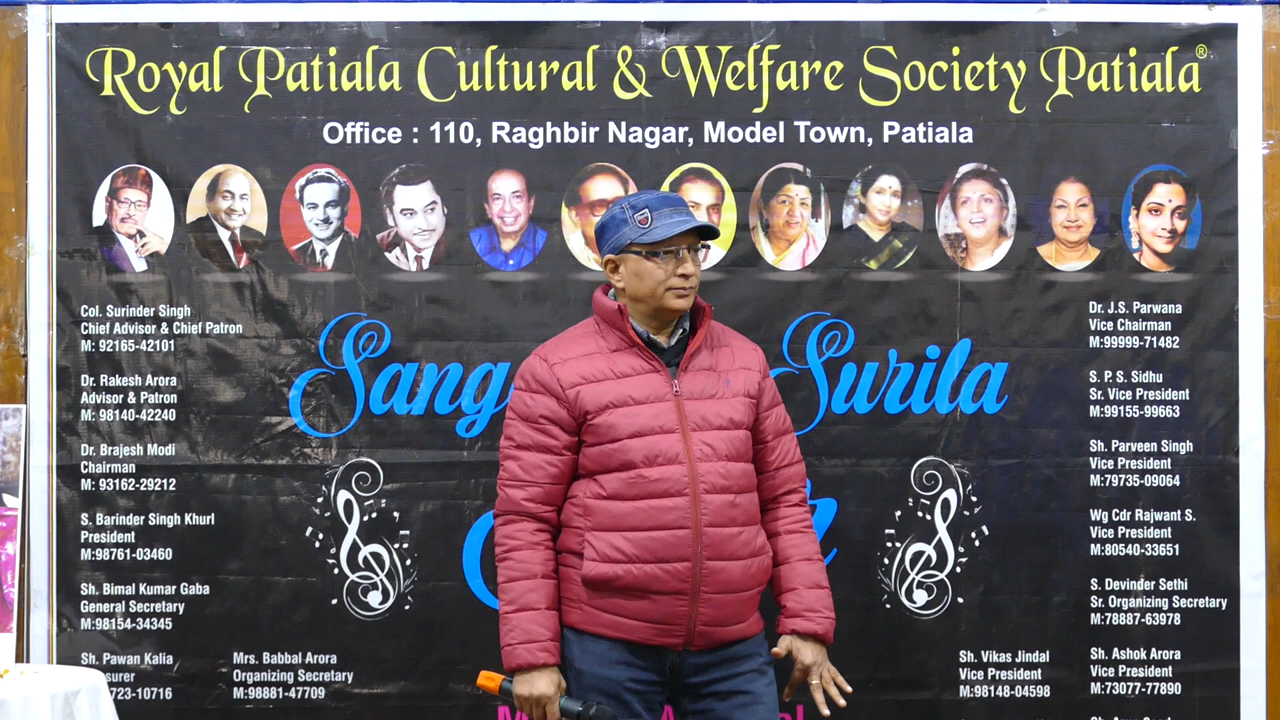 Royal Patiala Cultural & Welfare Society Patiala®
Office : 110, Raghbir Nagar, Model Town, Patiala
Sang Surila
Col. Surinder Singh
Chief Advisor & Chief Patron
M: 92165-42101
Dr. Rakesh Arora
Advisor & Patron
M: 98140-42240
Dr. Brajesh Modi
Chairman
M: 93162-29212
S. Barinder Singh Khurl
President
M:98761-03460
Sh. Bimal Kumar Gaba
General Secretary
M:98154-34345
Sh. Pawan Kalia
surer
723-10716
Mrs. Babbal Arora
Organizing Secretary
M:98881-47709
Dr. J.S. Parwana
Vice Chairman
M:99999-71482
S. P. S. Sidhu
Sr. Vice President
M:99155-99663
Sh. Parveen Singh
Vice President
M:79735-09064
Wg Cdr Rajwant S.
Vice President
M:80540-33651
S. Devinder Sethi
Sr. Organizing Secretary
M:78887-63978
Sh. Vikas Jindal
Vice President
M:98148-04598
Sh. Ashok Arora
Vice President
M:73077-77890